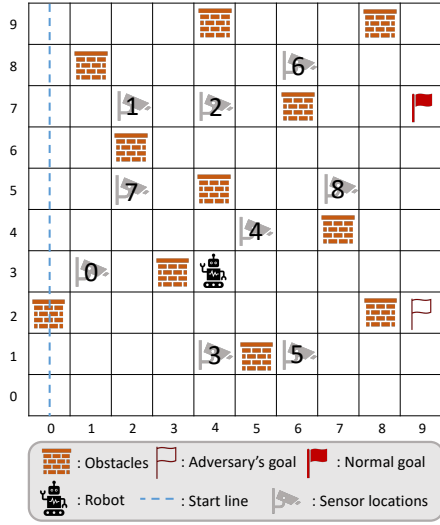 9
8 6
7 1 2
6
5 7 8
4 4
3 0
2
1 3 5
0
0 1 2 3 4 5 6 7 8 9
: Obstacles : Adversary's goal : Normal goal
: Robot : Start line : Sensor locations